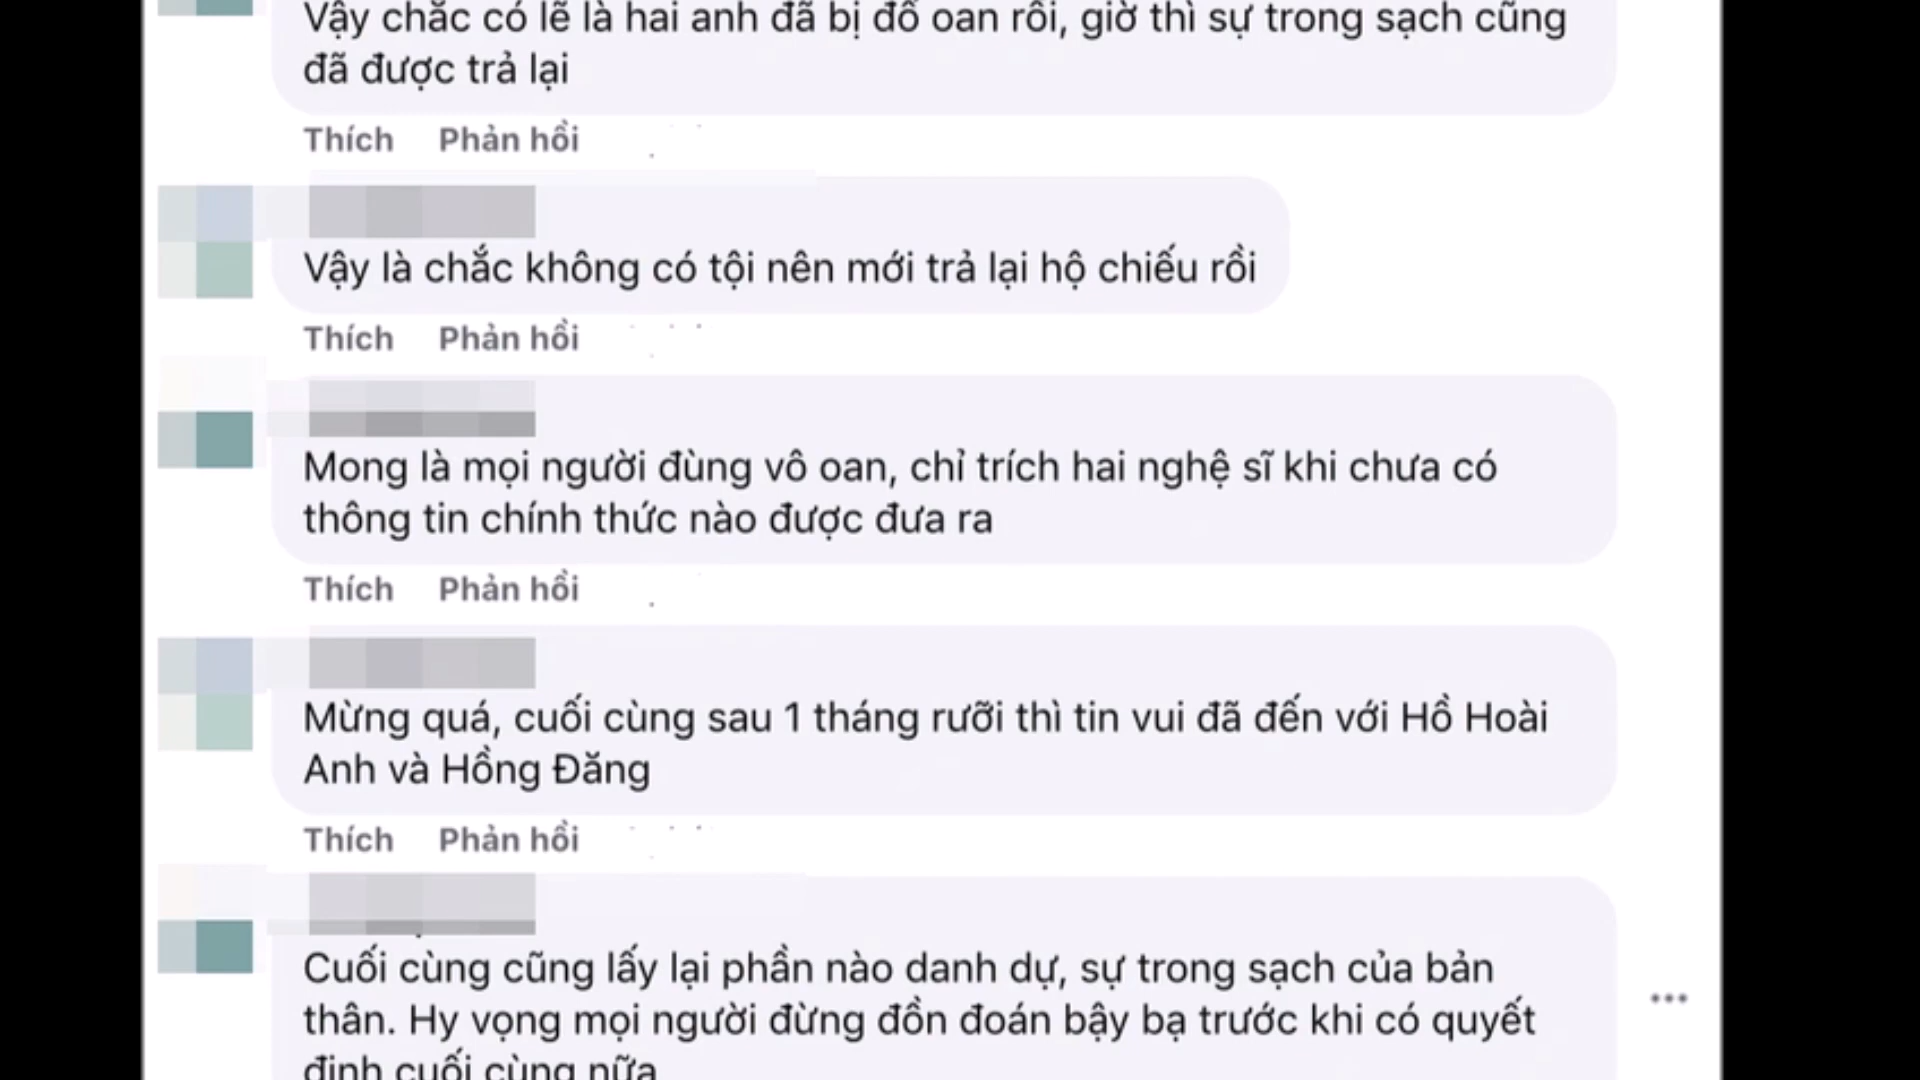 Vậy chắc có lẽ là hai anh đã bị đổ oan rồi, giờ thì sự trong sạch cũng
đã được trả lại
Thích Phản hồi
Vậy là chắc không có tội nên mới trả lại hộ chiếu rồi
Thích Phản hồi
Mong là mọi người đùng vô oan, chỉ trích hai nghệ sĩ khi chưa có
thông tin chính thức nào được đưa ra
Thích Phản hồi
Mừng quá, cuối cùng sau 1 tháng rưỡi thì tin vui đã đến với Hồ Hoài
Anh và Hồng Đăng
Thích Phản hồi
Cuối cùng cũng lấy lại phần nào danh dự, sự trong sạch của bản
thân. Hy vọng mọi người đừng đồn đoán bậy bạ trước khi có quyết
định cuối cùng nữa